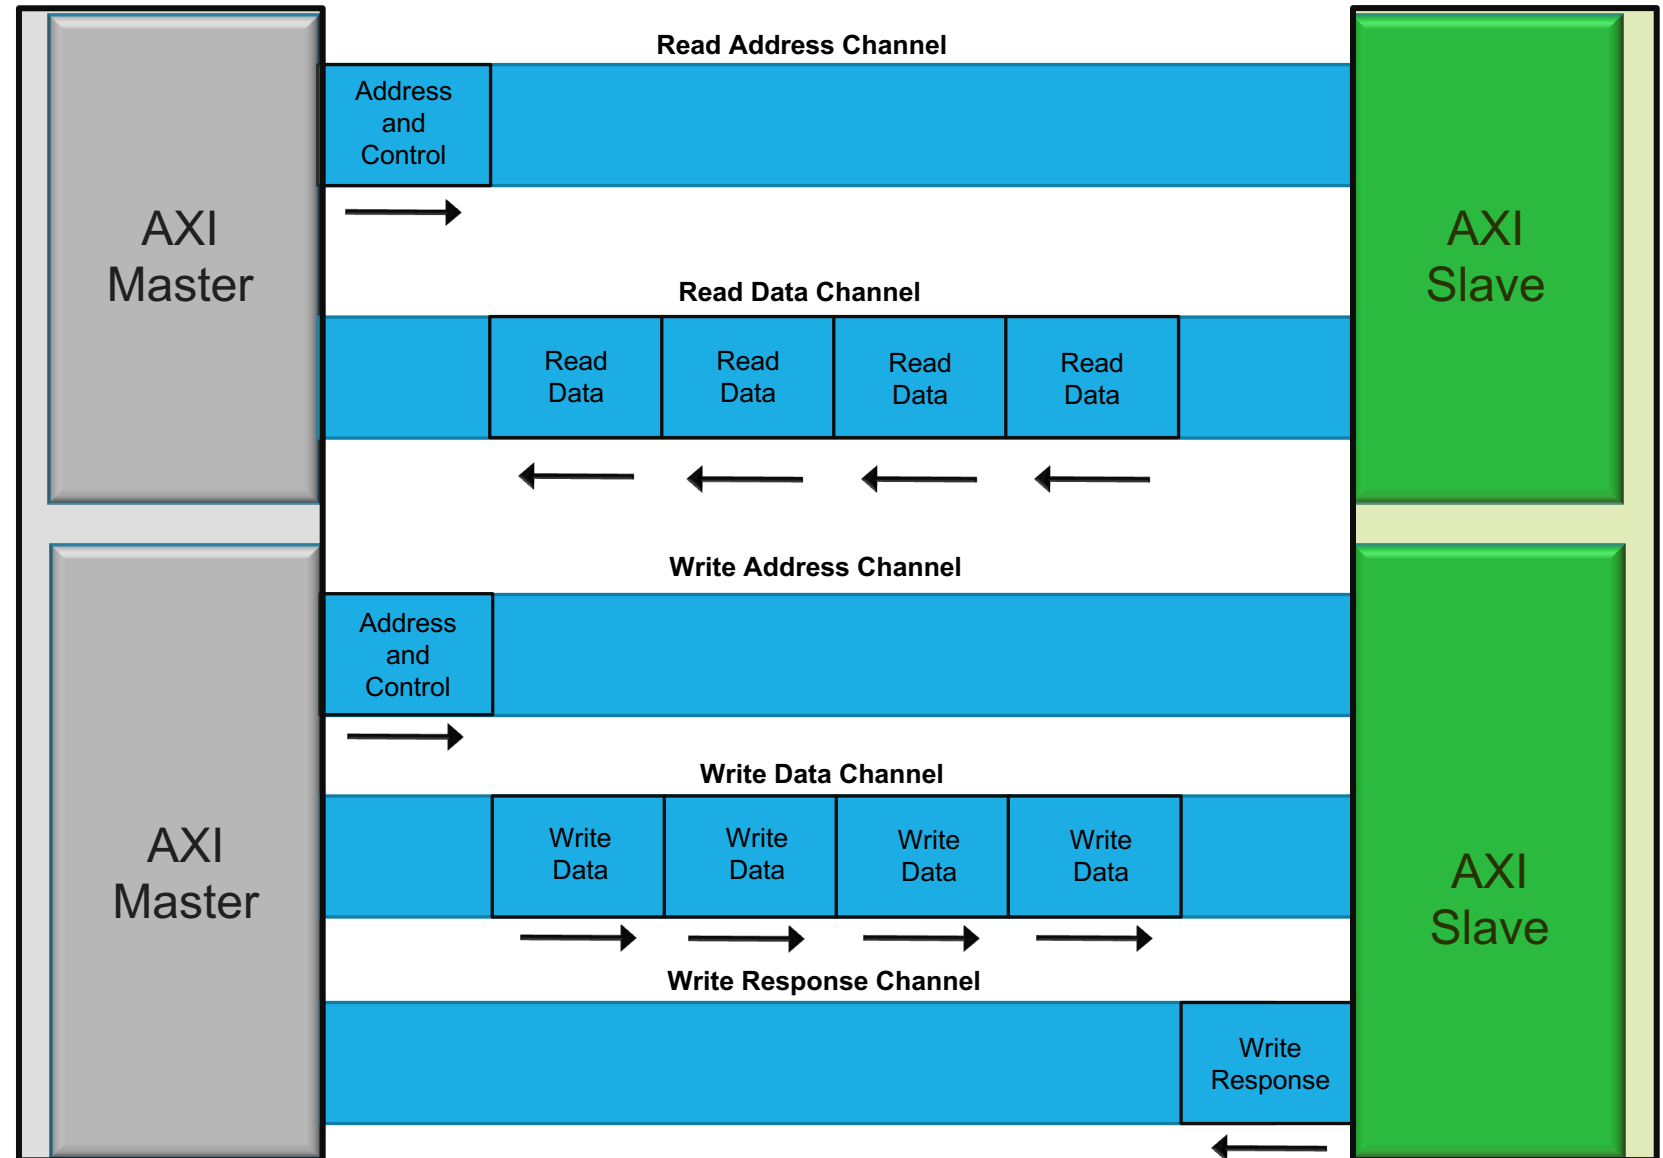 Read Address Channel
Address
and
Control
AXI
Master
AXI
Slave
Read Data Channel
Read
Data
Read
Data
Read
Data
Read
Data
Write Address Channel
Address
and
Control
Write Data Channel
AXI
Master
Write
Data
Write
Data
Write
Data
Write
Data
AXI
Slave
Write Response Channel
Write
Response